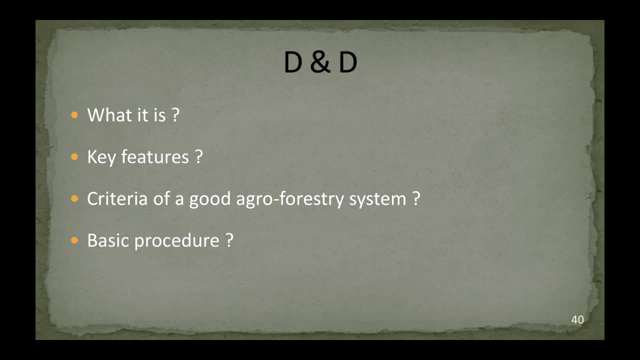 D & D
What it is ?
Key features ?
Criteria of a good agro-forestry system ?
Basic procedure ?
40